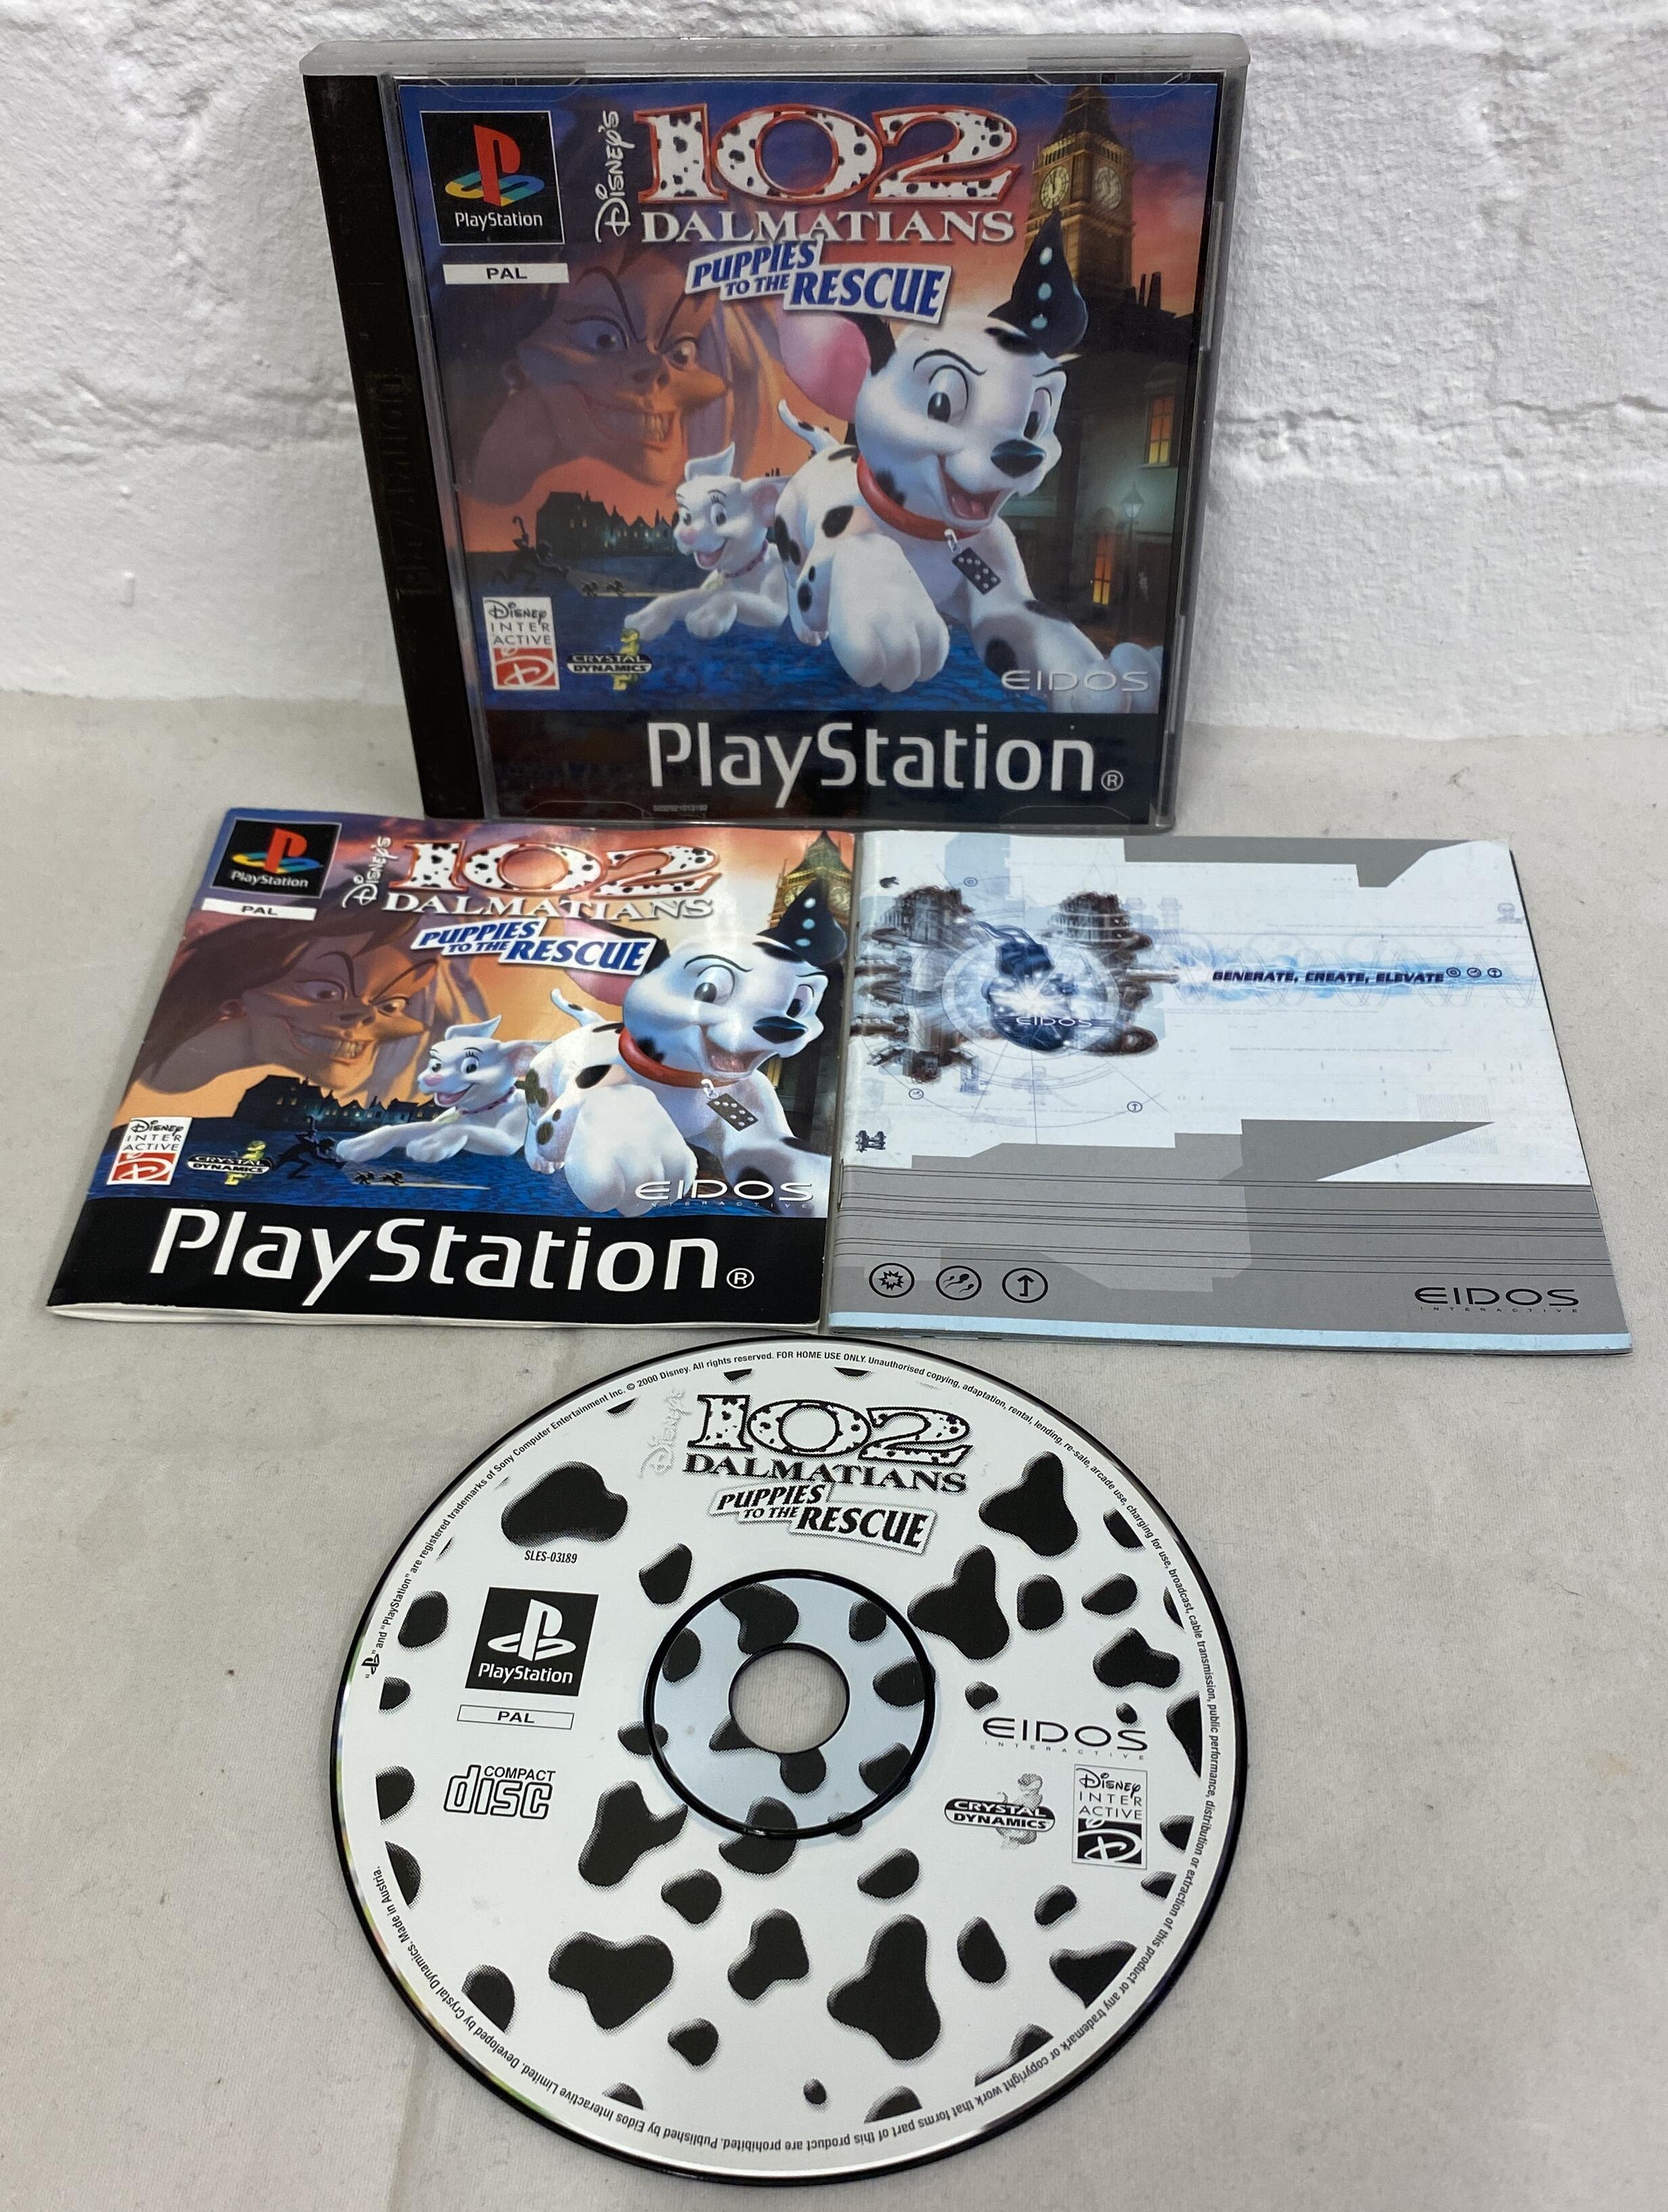 PlayStation
PAL
Disney's
102
DALMATIANS
PUPPIES
TO THE RESCUE
Disney
INTER
ACTIVE
CRYSTAL
DYNAMICS
EIDOS
PlayStation®
PlayStation
PAL
Disney's
102
DALMATIANS
PUPPIES
TO THE RESCUE
Disney
INTER
ACTIVE
CRYSTAL
DYNAMICS
EIDOS
INTERACTIVE
PlayStation®
GENERATE, CREATE, ELEVATE
EIDOS
EIDOS
INTERACTIVE
"PS" and "PlayStation" are registered trademarks of Sony Computer Entertainment Inc. © 2000 Disney. All rights reserved. FOR HOME USE ONLY. Unauthorised copying, adaptation, rental, lending, re-sale, arcade use, charging for use, broadcast, cable transmission, public performance, distribution or extraction of this product or any trademark or copyright work that forms part of this product are prohibited. Published by Eidos Interactive Limited. Developed by Crystal Dynamics. Made in Austria.
Disney's
102
DALMATIANS
PUPPIES
TO THE RESCUE
SLES-03189
PlayStation
PAL
COMPACT
disc
EIDOS
INTERACTIVE
CRYSTAL
DYNAMICS
Disney
INTER
ACTIVE